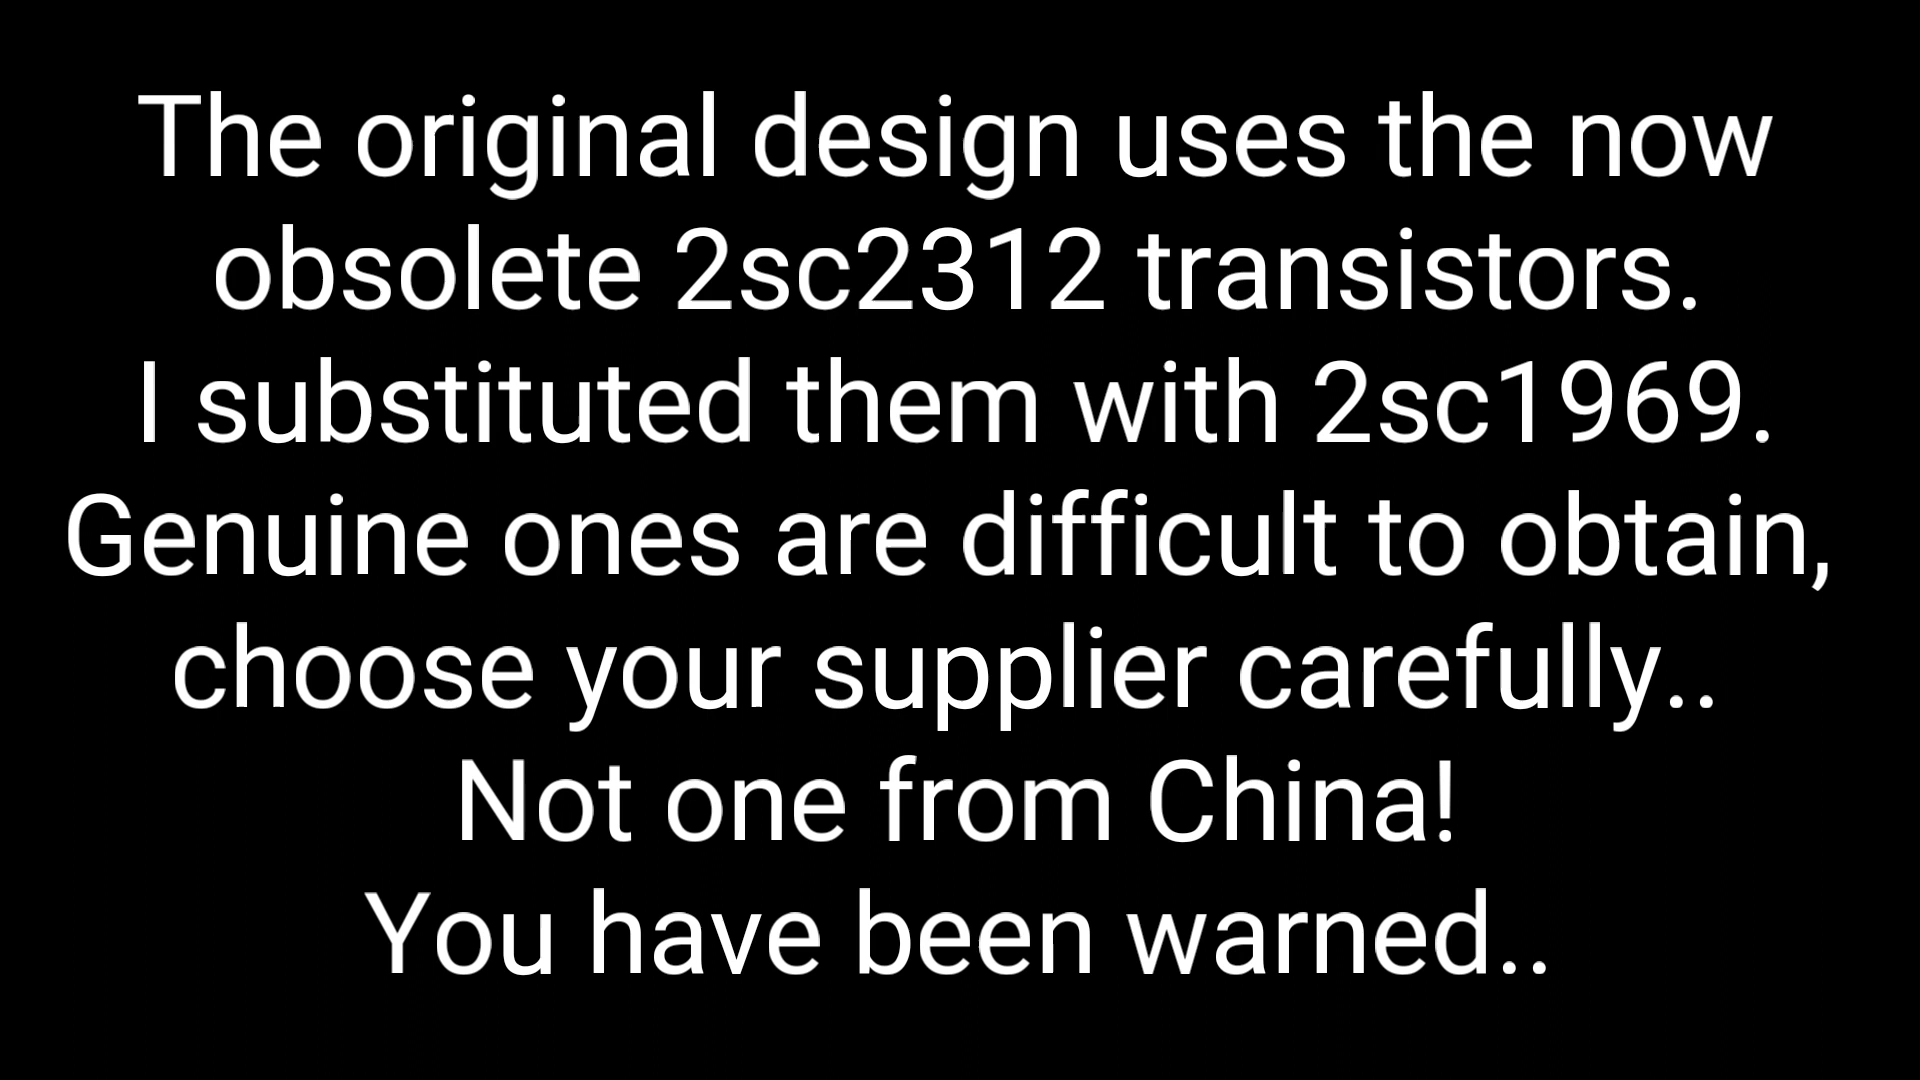 The original design uses the now
obsolete 2sc2312 transistors.
I substituted them with 2sc1969.
Genuine ones are difficult to obtain,
choose your supplier carefully..
Not one from China!
You have been warned..